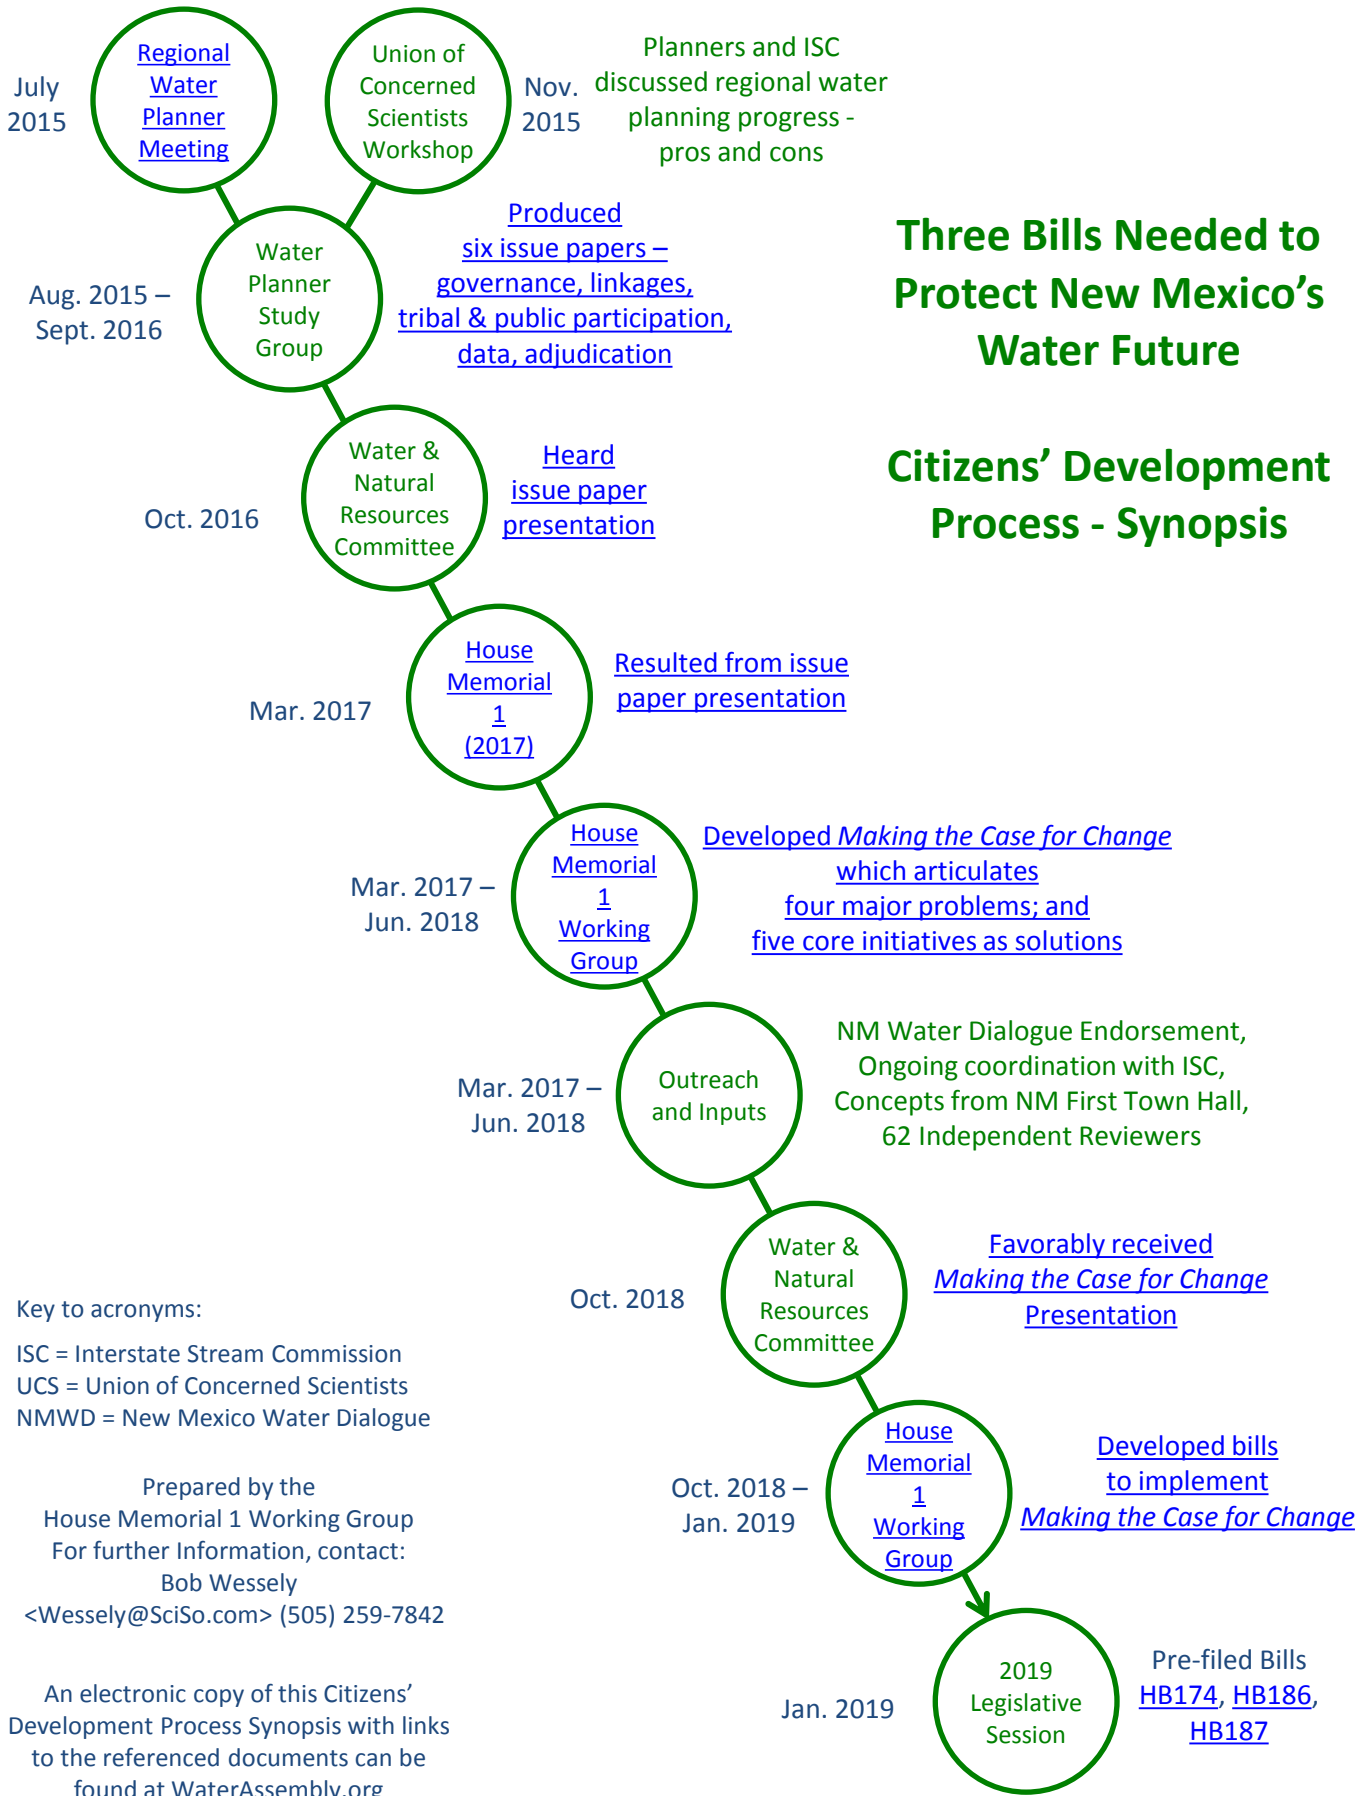 July
2015
Regional
Water
Planner
Meeting
Union of
Concerned
Scientists
Workshop
Nov.
2015
Planners and ISC
discussed regional water
planning progress -
pros and cons
Three Bills Needed to
Protect New Mexico's
Water Future
Citizens' Development
Process - Synopsis
Aug. 2015 –
Sept. 2016
Water
Planner
Study
Group
Produced
six issue papers –
governance, linkages,
tribal & public participation,
data, adjudication
Oct. 2016
Water &
Natural
Resources
Committee
Heard
issue paper
presentation
Mar. 2017
House
Memorial
1
(2017)
Resulted from issue
paper presentation
Mar. 2017 –
Jun. 2018
House
Memorial
1
Working
Group
Developed Making the Case for Change
which articulates
four major problems; and
five core initiatives as solutions
Mar. 2017 –
Jun. 2018
Outreach
and Inputs
NM Water Dialogue Endorsement,
Ongoing coordination with ISC,
Concepts from NM First Town Hall,
62 Independent Reviewers
Oct. 2018
Water &
Natural
Resources
Committee
Favorably received
Making the Case for Change
Presentation
Oct. 2018 –
Jan. 2019
House
Memorial
1
Working
Group
Developed bills
to implement
Making the Case for Change
Jan. 2019
2019
Legislative
Session
Pre-filed Bills
HB174, HB186,
HB187
Key to acronyms:
ISC = Interstate Stream Commission
UCS = Union of Concerned Scientists
NMWD = New Mexico Water Dialogue
Prepared by the
House Memorial 1 Working Group
For further Information, contact:
Bob Wessely
<Wessely@SciSo.com> (505) 259-7842
An electronic copy of this Citizens'
Development Process Synopsis with links
to the referenced documents can be
found at WaterAssembly.org